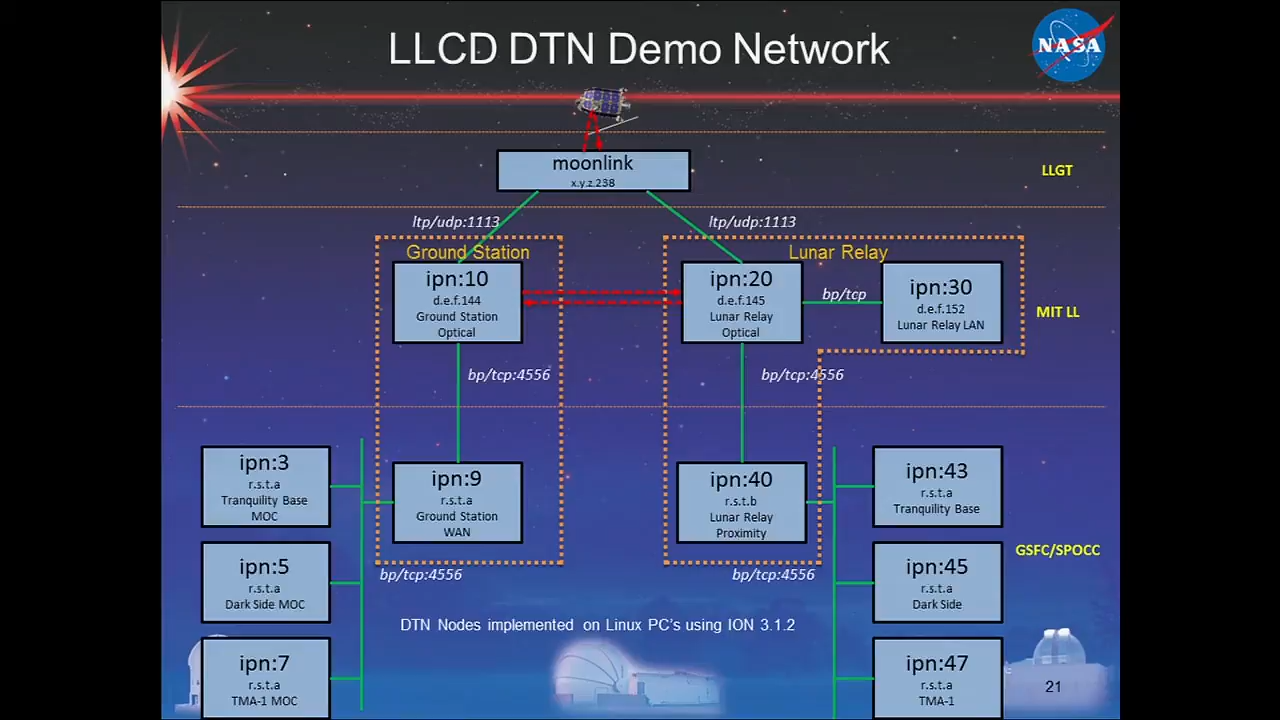 LLCD DTN Demo Network
NASA
moonlink
x.y.z.238
LLGT
ltp/udp:1113
ltp/udp:1113
Ground Station
Lunar Relay
ipn:10
d.e.f.144
Ground Station
Optical
ipn:20
d.e.f.145
Lunar Relay
Optical
bp/tcp
ipn:30
d.e.f.152
Lunar Relay LAN
MIT LL
bp/tcp:4556
bp/tcp:4556
ipn:3
r.s.t.a
Tranquility Base
MOC
ipn:9
r.s.t.a
Ground Station
WAN
ipn:40
r.s.t.b
Lunar Relay
Proximity
ipn:43
r.s.t.a
Tranquility Base
GSFC/SPOCC
ipn:5
r.s.t.a
Dark Side MOC
bp/tcp:4556
bp/tcp:4556
ipn:45
r.s.t.a
Dark Side
DTN Nodes implemented on Linux PC's using ION 3.1.2
ipn:7
r.s.t.a
TMA-1 MOC
ipn:47
r.s.t.a
TMA-1
21